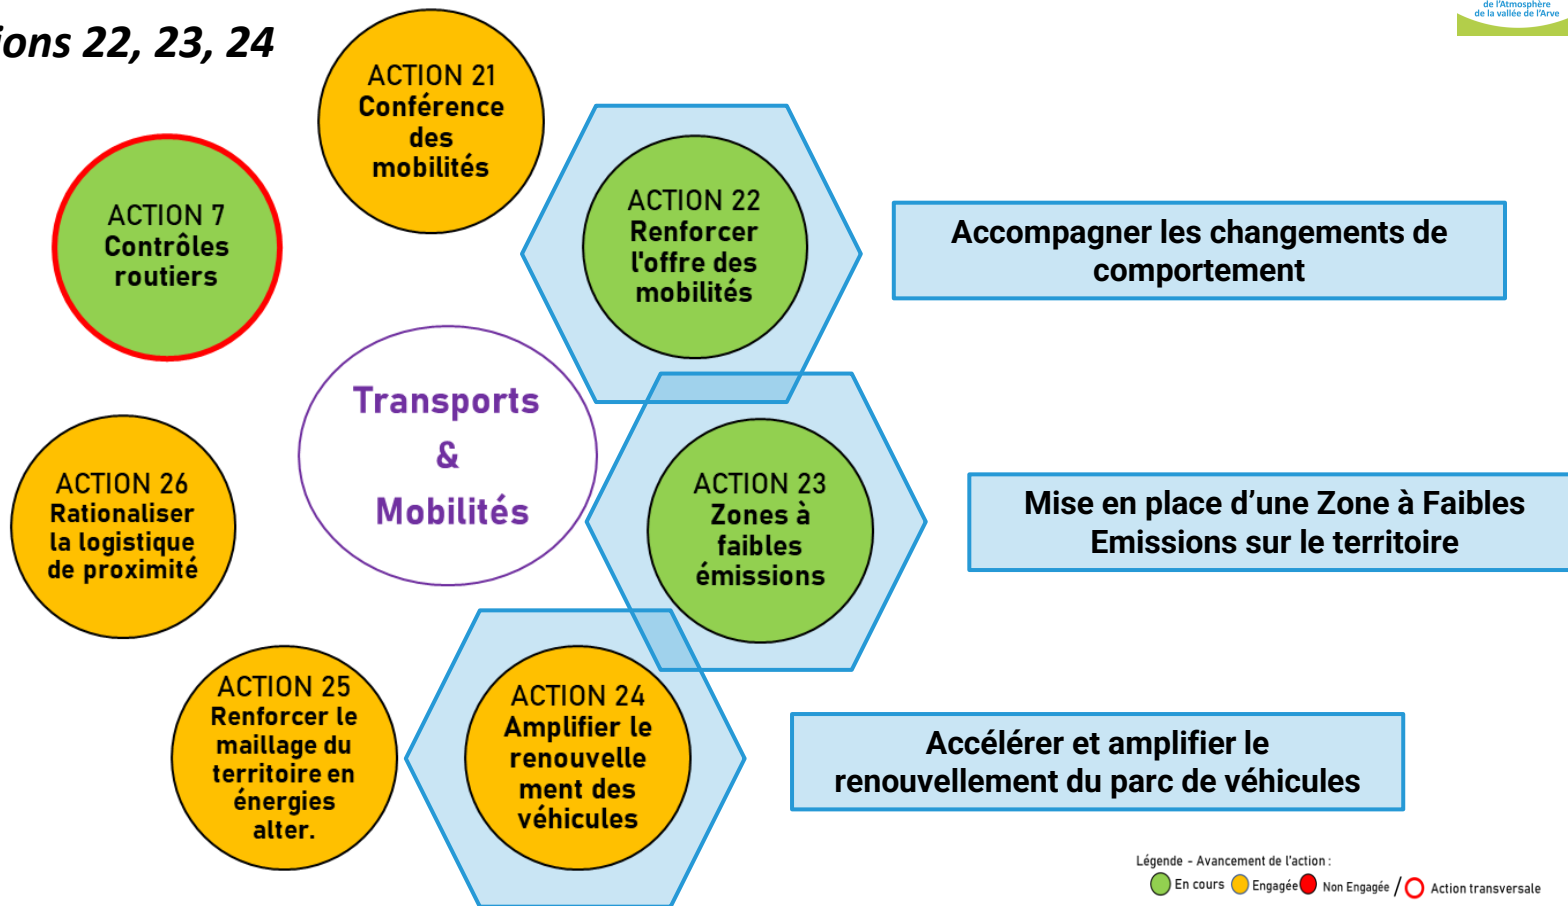 ions 22, 23, 24
de l'Atmosphère
de la vallée de l'Arve
ACTION 21
Conférence
des
mobilités
ACTION 7
Contrôles
routiers
ACTION 22
Renforcer
l'offre des
mobilités
Accompagner les changements de
comportement
Transports
&
Mobilités
ACTION 23
Zones à
faibles
émissions
Mise en place d'une Zone à Faibles
Emissions sur le territoire
ACTION 26
Rationaliser
la logistique
de proximité
ACTION 25
Renforcer le
maillage du
territoire en
énergies
alter.
ACTION 24
Amplifier le
renouvelle
ment des
véhicules
Accélérer et amplifier le
renouvellement du parc de véhicules
Légende - Avancement de l'action :
En cours Engagée Non Engagée / Action transversale